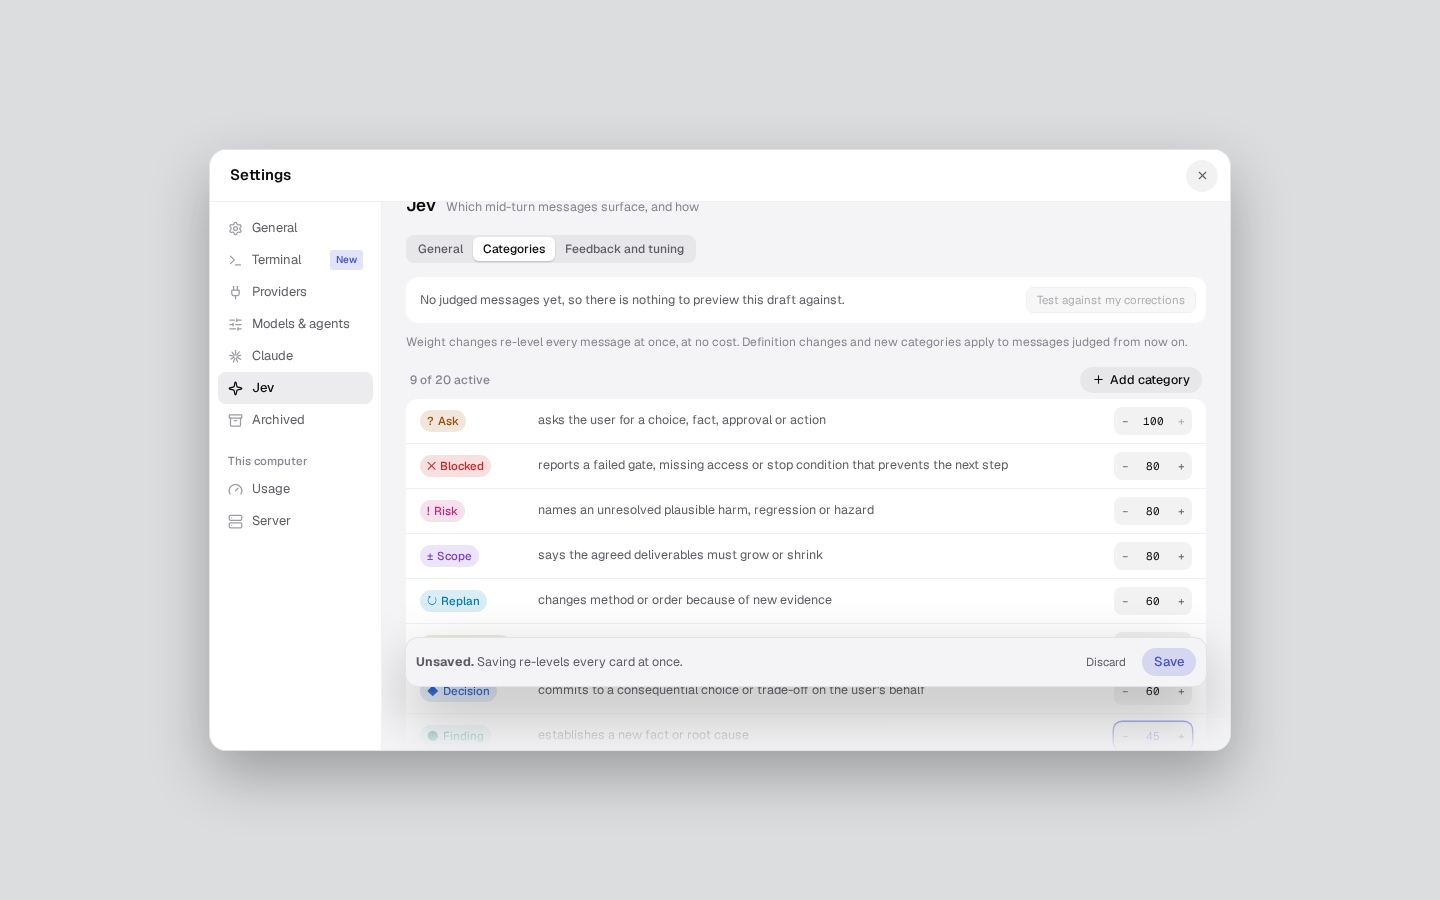 Settings
General
Terminal New
Providers
Models & agents
Claude
Jev
Archived
This computer
Usage
Server
Jev Which mid-turn messages surface, and how
General Categories Feedback and tuning
No judged messages yet, so there is nothing to preview this draft against. Test against my corrections
Weight changes re-level every message at once, at no cost. Definition changes and new categories apply to messages judged from now on.
9 of 20 active + Add category
? Ask asks the user for a choice, fact, approval or action - 100 +
Blocked reports a failed gate, missing access or stop condition that prevents the next step - 80 +
! Risk names an unresolved plausible harm, regression or hazard - 80 +
± Scope says the agreed deliverables must grow or shrink - 80 +
Replan changes method or order because of new evidence - 60 +
Unsaved. Saving re-levels every card at once. Discard Save
Decision commits to a consequential choice or trade-off on the user's behalf - 60 +
Finding establishes a new fact or root cause - 45 +